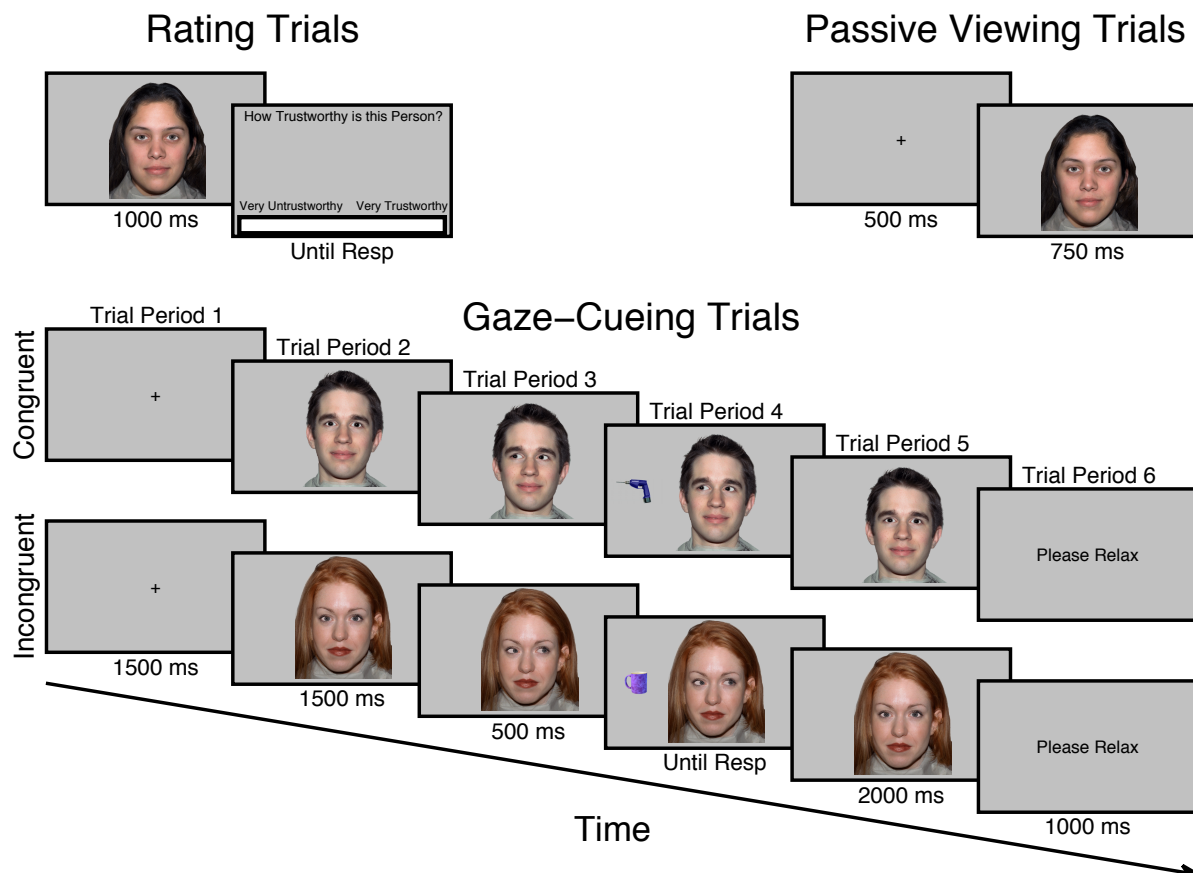 Rating Trials
Passive Viewing Trials
How Trustworthy is this Person?
Very Untrustworthy Very Trustworthy
1000 ms
Until Resp
+
500 ms
750 ms
Gaze–Cueing Trials
Congruent
Trial Period 1
Trial Period 2
Trial Period 3
Trial Period 4
Trial Period 5
Trial Period 6
+
Please Relax
Incongruent
+
Please Relax
1500 ms
1500 ms
500 ms
Until Resp
2000 ms
1000 ms
Time